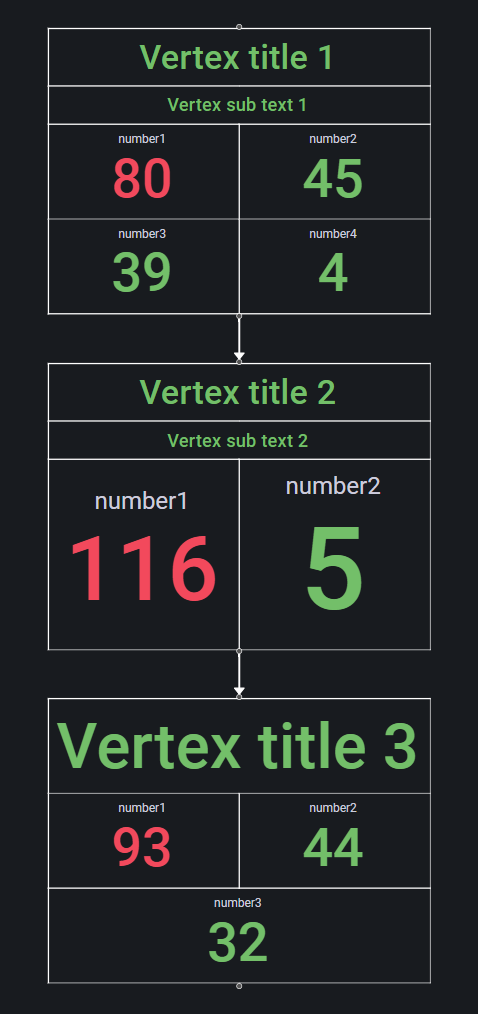 Vertex title 1
Vertex sub text 1
number1 number2
80 45
number3 number4
39 4
Vertex title 2
Vertex sub text 2
number1 number2
116 5
Vertex title 3
number1 number2
93 44
number3
32